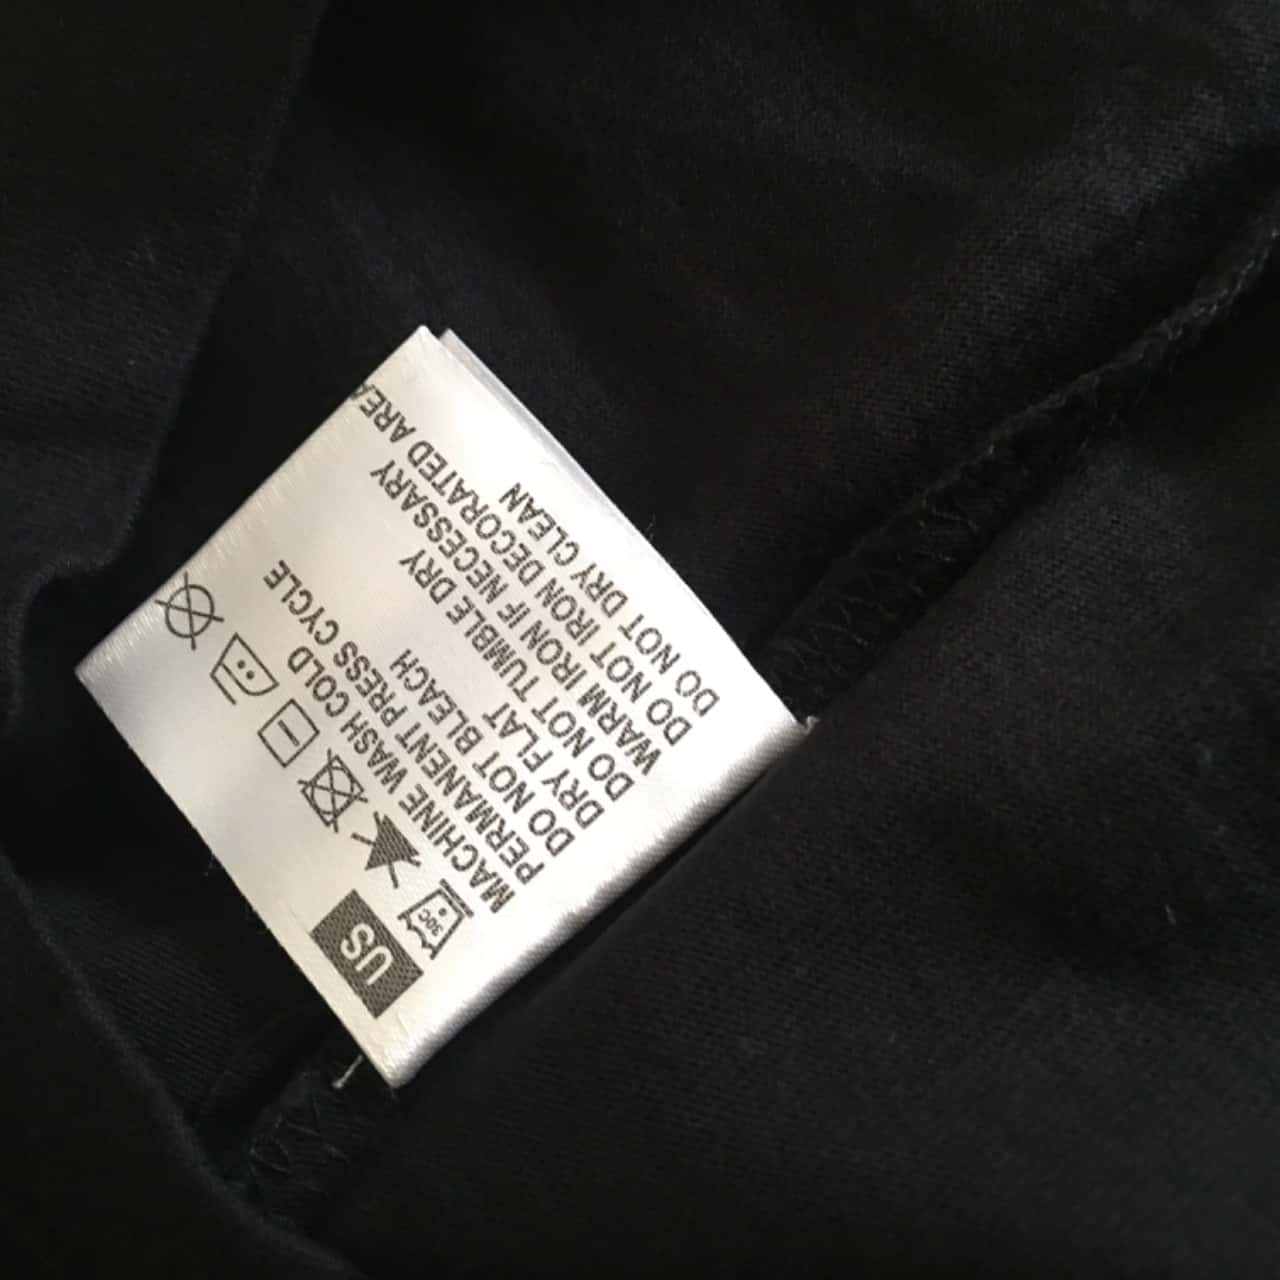 US
30C
MACHINE WASH COLD
PERMANENT PRESS CYCLE
DO NOT BLEACH
DRY FLAT
DO NOT TUMBLE DRY
WARM IRON IF NECESSARY
DO NOT IRON DECORATED AREA
DO NOT DRY CLEAN